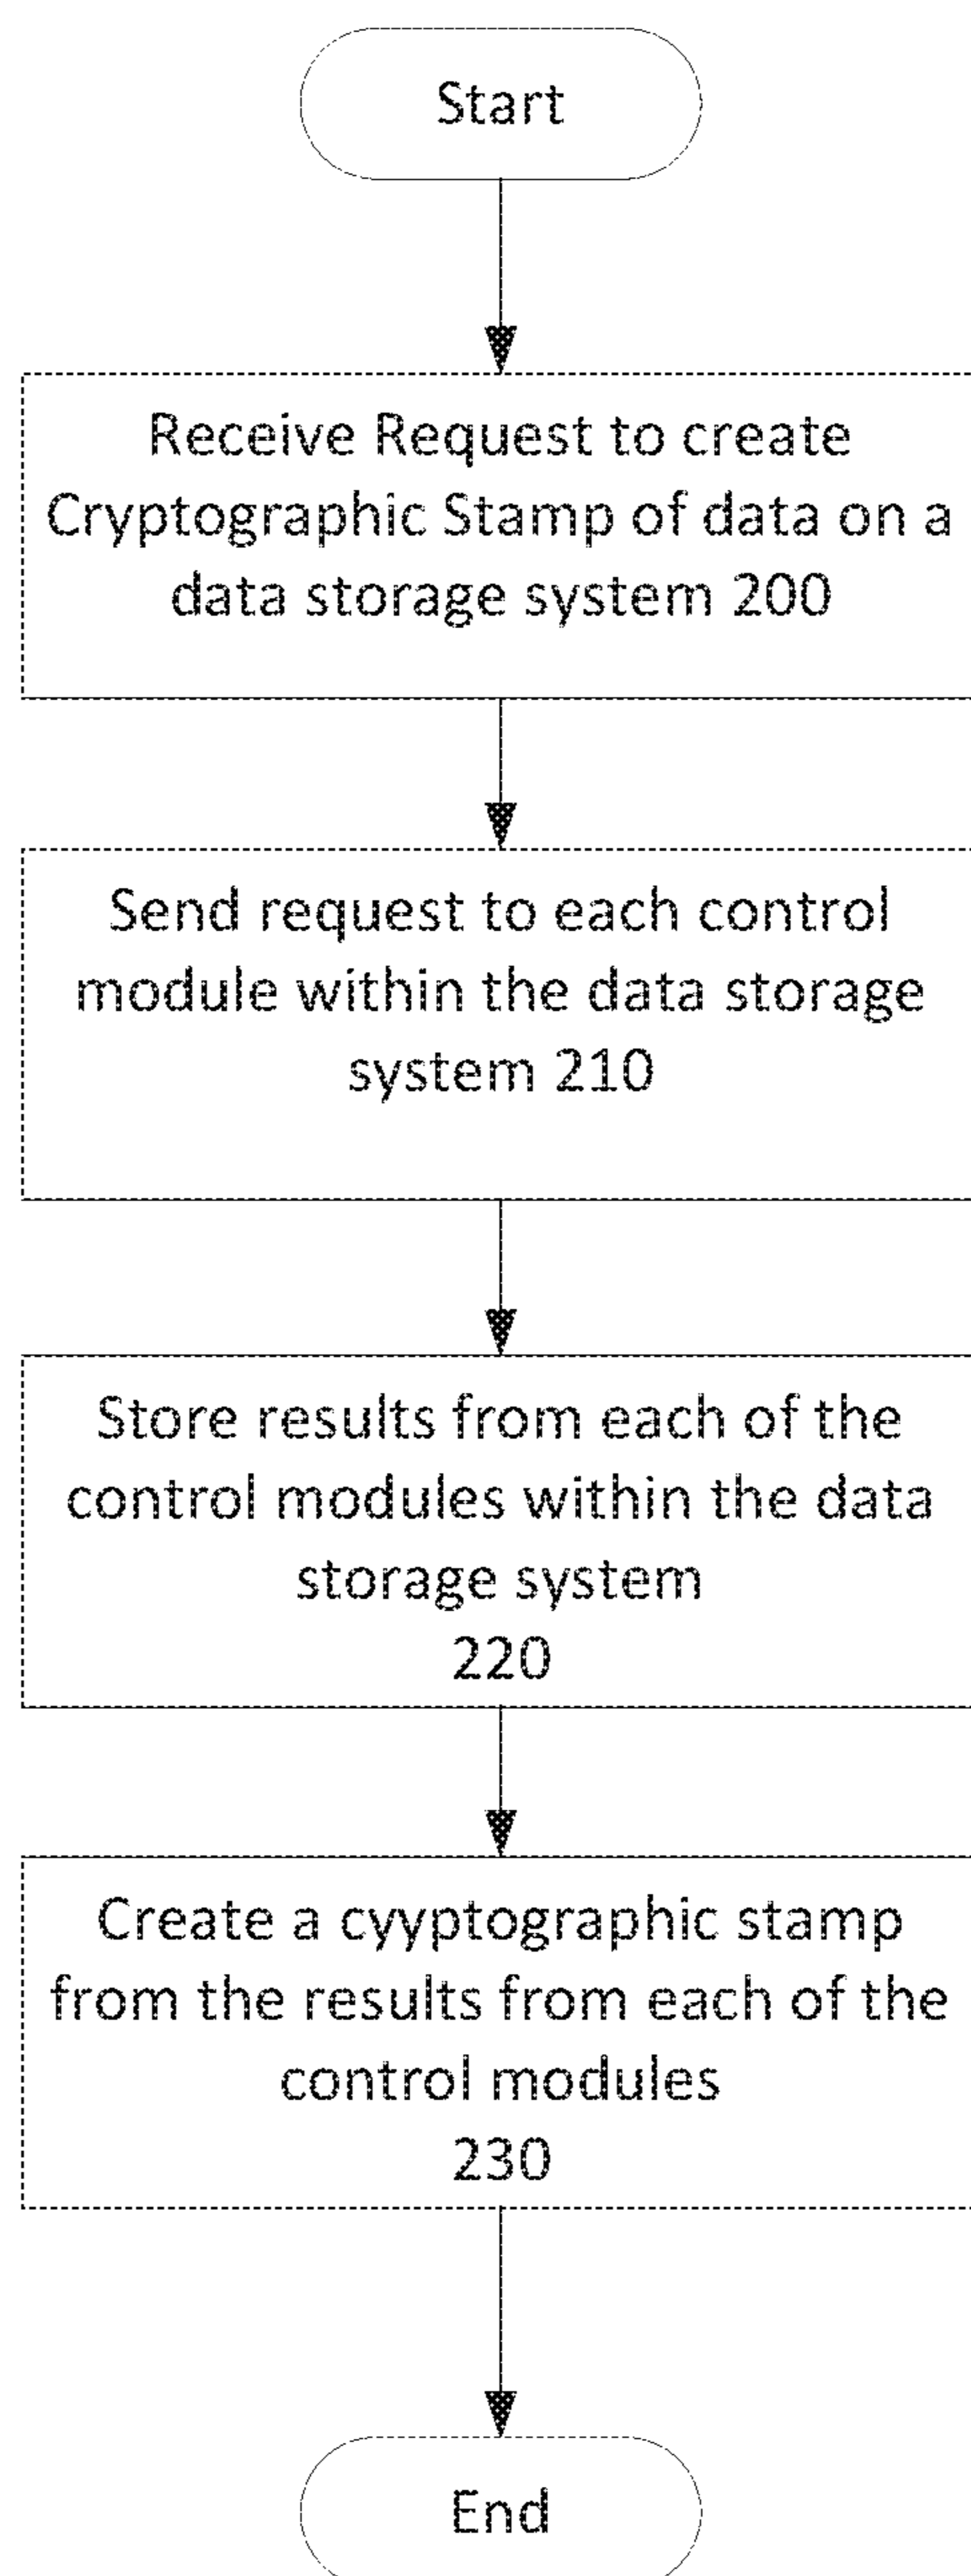 Start
Receive Request to create
Cryptographic Stamp of data on a
data storage system 200
Send request to each control
module within the data storage
system 210
Store results from each of the
control modules within the data
storage system
220
Create a cyyptographic stamp
from the results from each of the
control modules
230
End